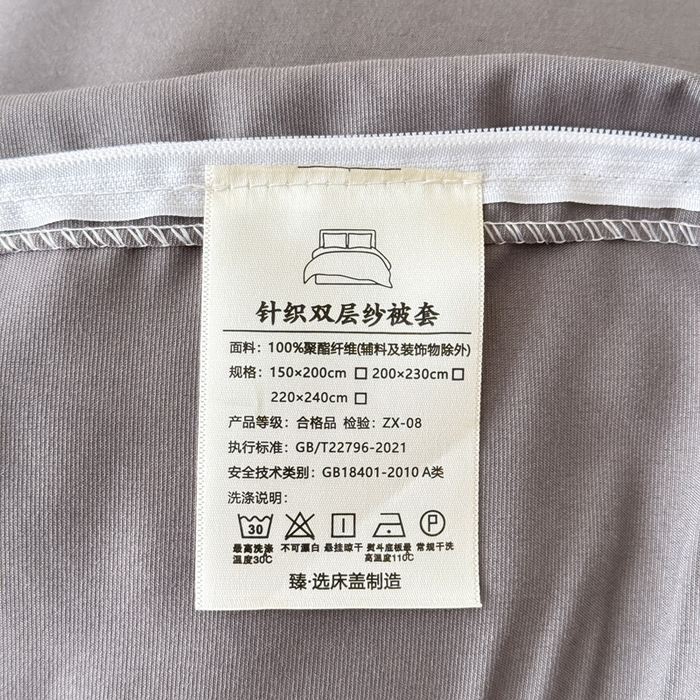 针织双层纱被套
面料：100%聚酯纤维(辅料及装饰物除外)
规格：150×200cm □ 200×230cm □
220×240cm □
产品等级：合格品 检验：ZX-08
执行标准：GB/T22796-2021
安全技术类别：GB18401-2010 A类
洗涤说明：
30 P
最高洗涤 不可漂白 悬挂晾干 熨斗底板最 常规干洗
温度30℃ 高温度110℃
臻·选床盖制造